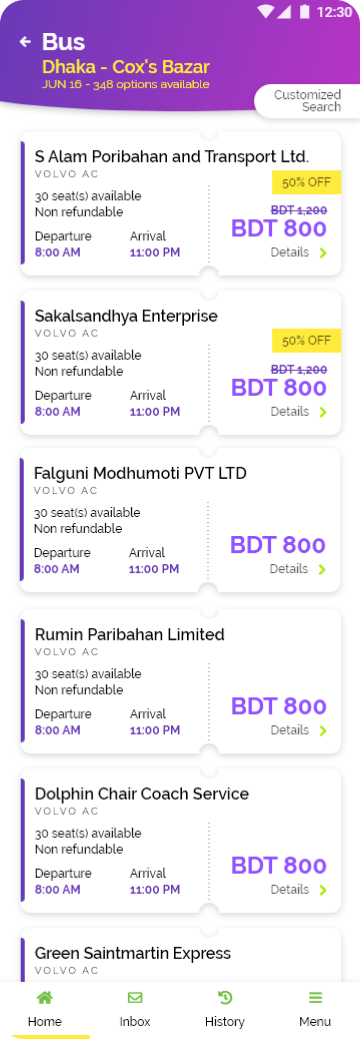 12:30
Bus
Dhaka - Cox's Bazar
JUN 16 - 348 options available
Customized
Search
S Alam Poribahan and Transport Ltd.
VOLVO AC
50% OFF
30 seat(s) available
Non refundable
BDT 1,200
BDT 800
Departure
Arrival
8:00 AM
11:00 PM
Details
Sakalsandhya Enterprise
VOLVO AC
50% OFF
30 seat(s) available
Non refundable
BDT 1,200
BDT 800
Departure
Arrival
8:00 AM
11:00 PM
Details
Falguni Modhumoti PVT LTD
VOLVO AC
30 seat(s) available
Non refundable
BDT 800
Departure
Arrival
8:00 AM
11:00 PM
Details
Rumin Paribahan Limited
VOLVO AC
30 seat(s) available
Non refundable
BDT 800
Departure
Arrival
8:00 AM
11:00 PM
Details
Dolphin Chair Coach Service
VOLVO AC
30 seat(s) available
Non refundable
BDT 800
Departure
Arrival
8:00 AM
11:00 PM
Details
Green Saintmartin Express
VOLVO AC
Home
Inbox
History
Menu